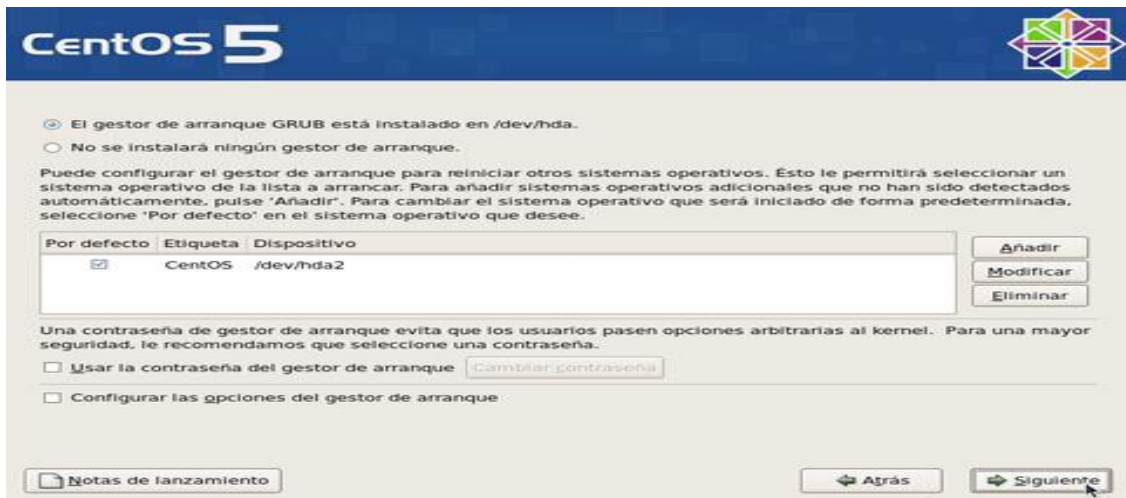 CentOS 5
El gestor de arranque GRUB está instalado en /dev/hda.
No se instalará ningún gestor de arranque.
Puede configurar el gestor de arranque para reiniciar otros sistemas operativos. Ésto le permitirá seleccionar un
sistema operativo de la lista a arrancar. Para añadir sistemas operativos adicionales que no han sido detectados
automáticamente, pulse 'Añadir'. Para cambiar el sistema operativo que será iniciado de forma predeterminada,
seleccione 'Por defecto' en el sistema operativo que desee.
Por defecto Etiqueta Dispositivo
CentOS /dev/hda2
Añadir
Modificar
Eliminar
Una contraseña de gestor de arranque evita que los usuarios pasen opciones arbitrarias al kernel. Para una mayor
seguridad, le recomendamos que seleccione una contraseña.
Usar la contraseña del gestor de arranque Cambiar contraseña
Configurar las opciones del gestor de arranque
Notas de lanzamiento Atrás Siguiente